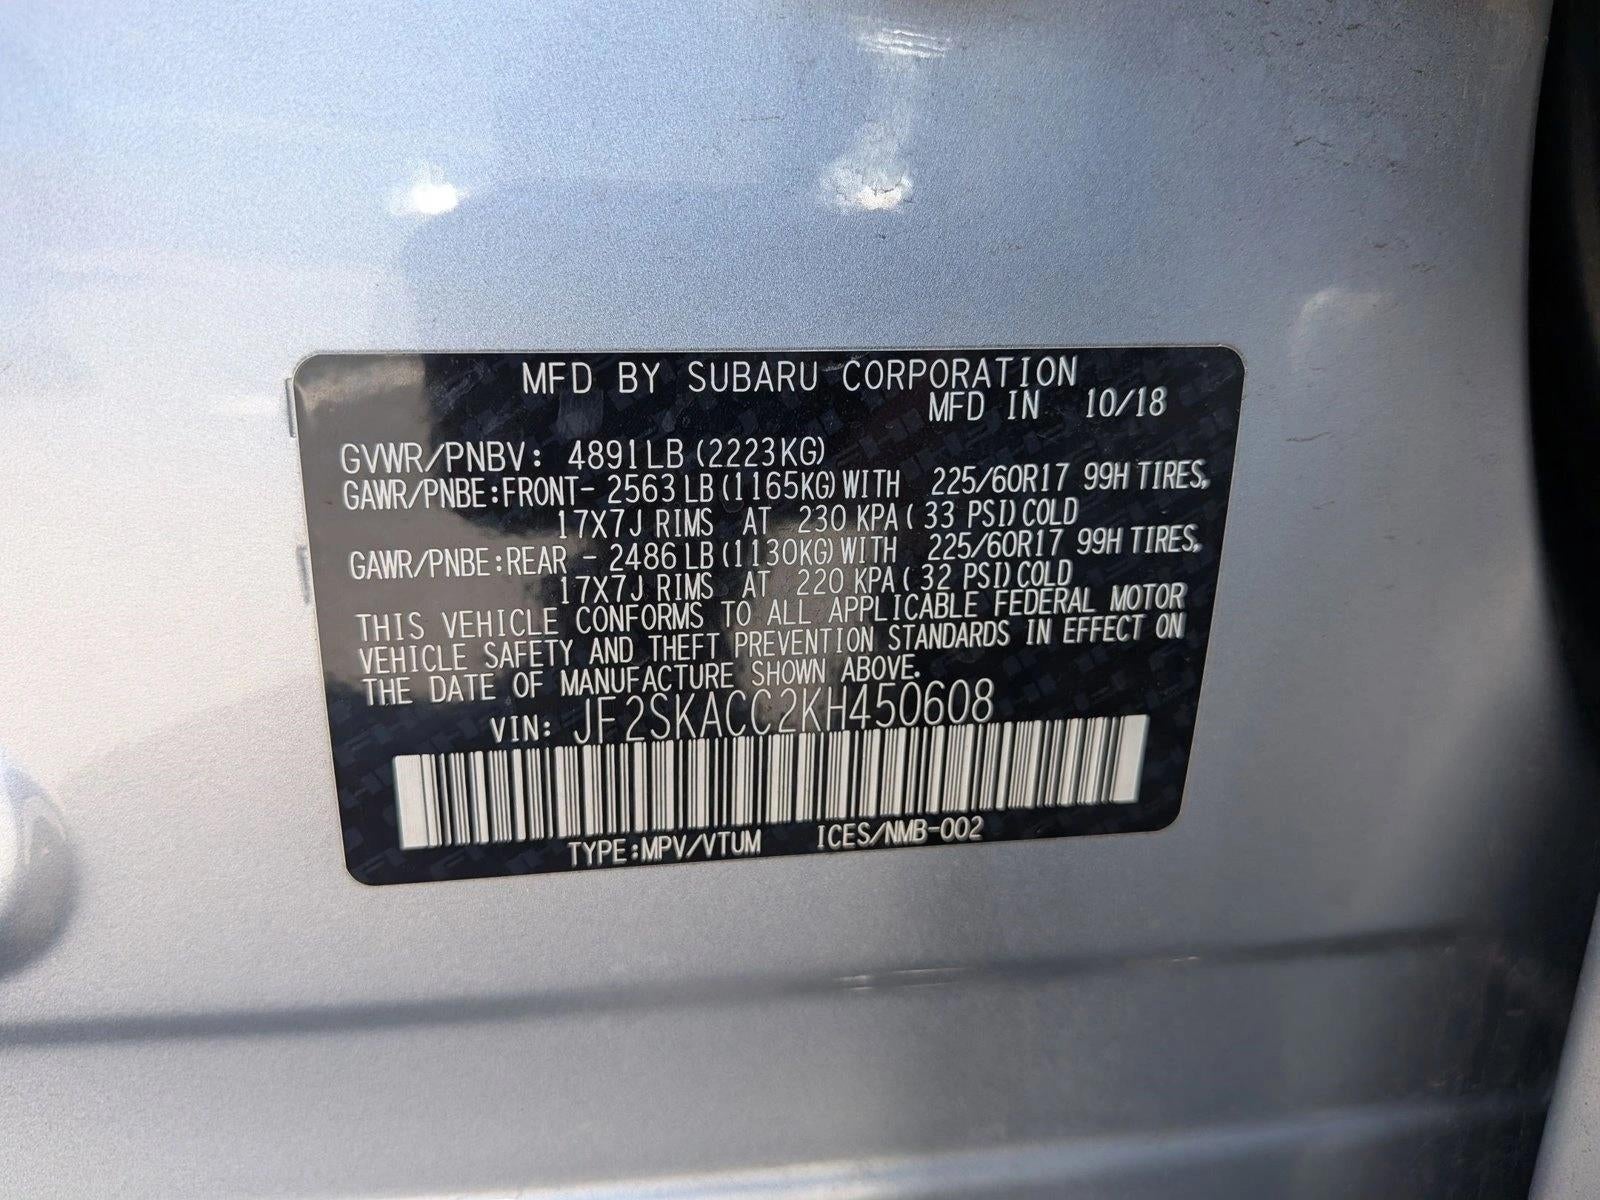 MFD BY SUBARU CORPORATION
MFD IN 10/18
GVWR/PNBV: 4891LB (2223KG)
GAWR/PNBE:FRONT- 2563 LB (1165KG) WITH 225/60R17 99H TIRES,
17X7J RIMS AT 230 KPA ( 33 PSI) COLD
GAWR/PNBE:REAR - 2486 LB (1130KG) WITH 225/60R17 99H TIRES,
17X7J RIMS AT 220 KPA ( 32 PSI) COLD
THIS VEHICLE CONFORMS TO ALL APPLICABLE FEDERAL MOTOR
VEHICLE SAFETY AND THEFT PREVENTION STANDARDS IN EFFECT ON
THE DATE OF MANUFACTURE SHOWN ABOVE.
VIN: JF2SKACC2KH450608
TYPE:MPV/VTUM ICES/NMB-002